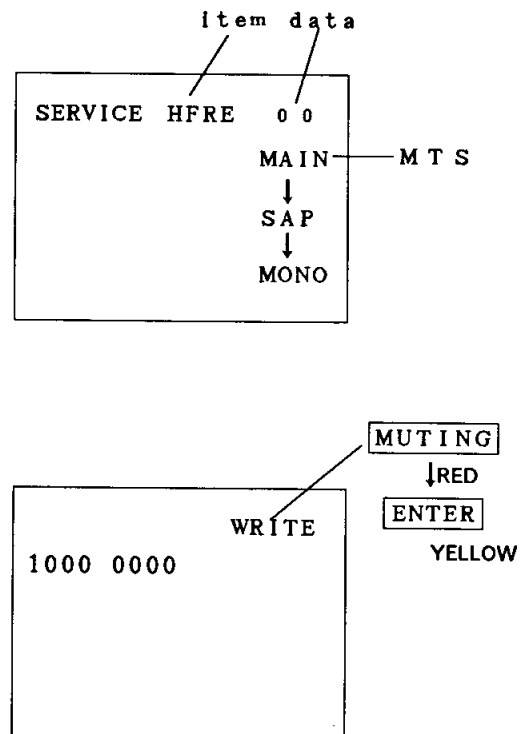 item data
SERVICE HFRE 00
MAIN MTS
SAP
MONO
MUTING
RED
WRITE ENTER
YELLOW
1000 0000